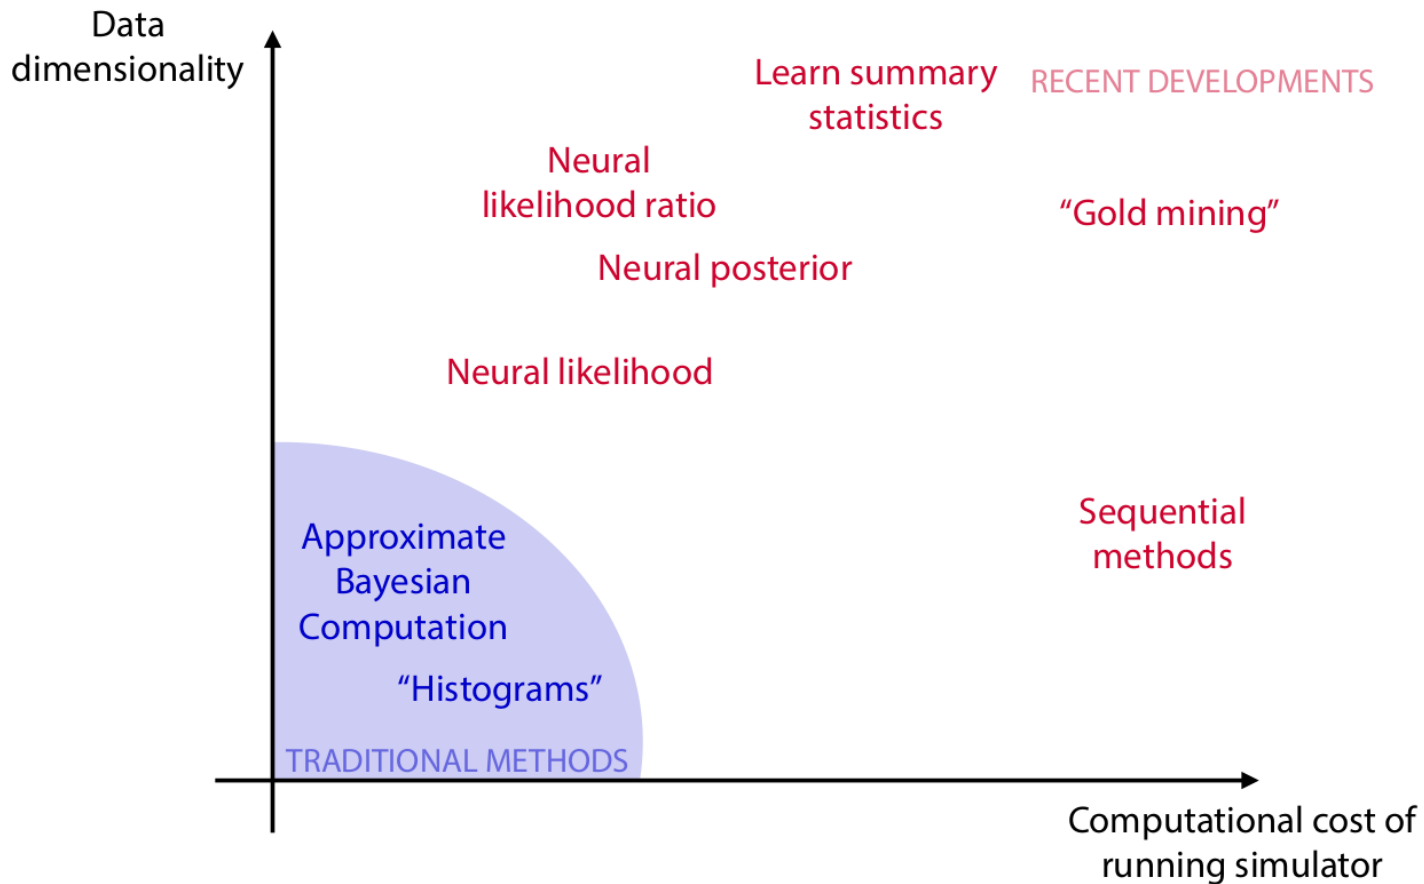 Data
dimensionality
Learn summary
statistics
RECENT DEVELOPMENTS
Neural
likelihood ratio
“Gold mining”
Neural posterior
Neural likelihood
Sequential
methods
Approximate
Bayesian
Computation
“Histograms”
TRADITIONAL METHODS
Computational cost of
running simulator